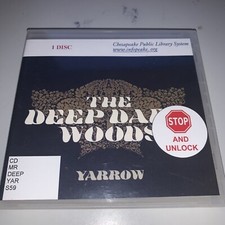 1 DISC
Chesapeake Public Library System
www.infopeake.org
THE
DEEP DAR
WOODS
STOP
AND
UNLOCK
YARROW
CD
MR
DEEP
YAR
S59